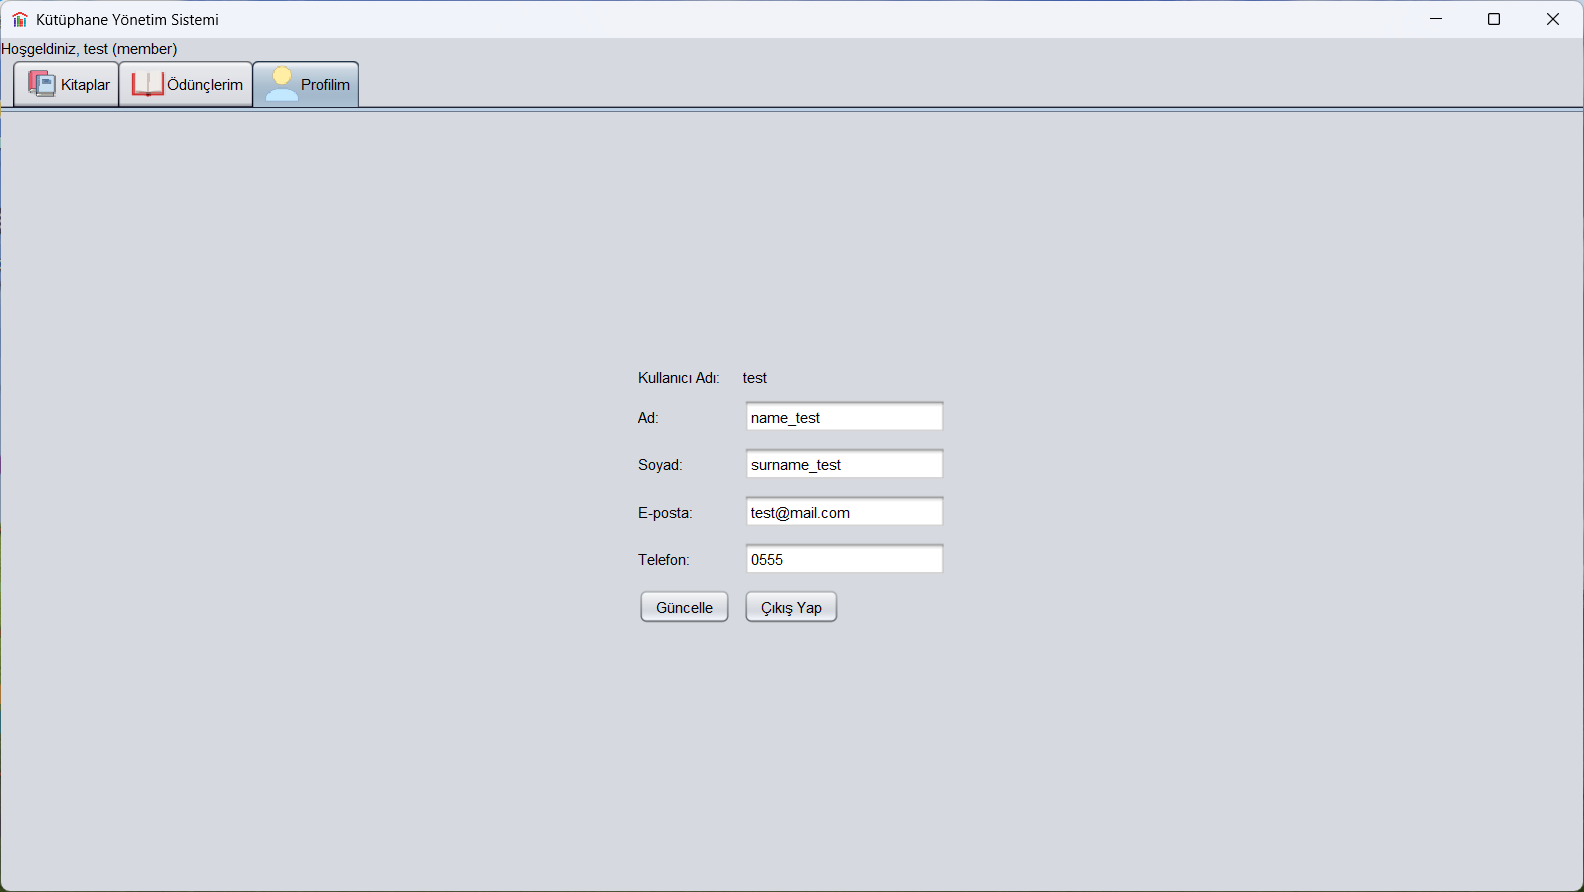 Kütüphane Yönetim Sistemi
Hoşgeldiniz, test (member)
Kitaplar Ödünçlerim Profilim
Kullanıcı Adı: test
Ad: name_test
Soyad: surname_test
E-posta: test@mail.com
Telefon: 0555
Güncelle Çıkış Yap